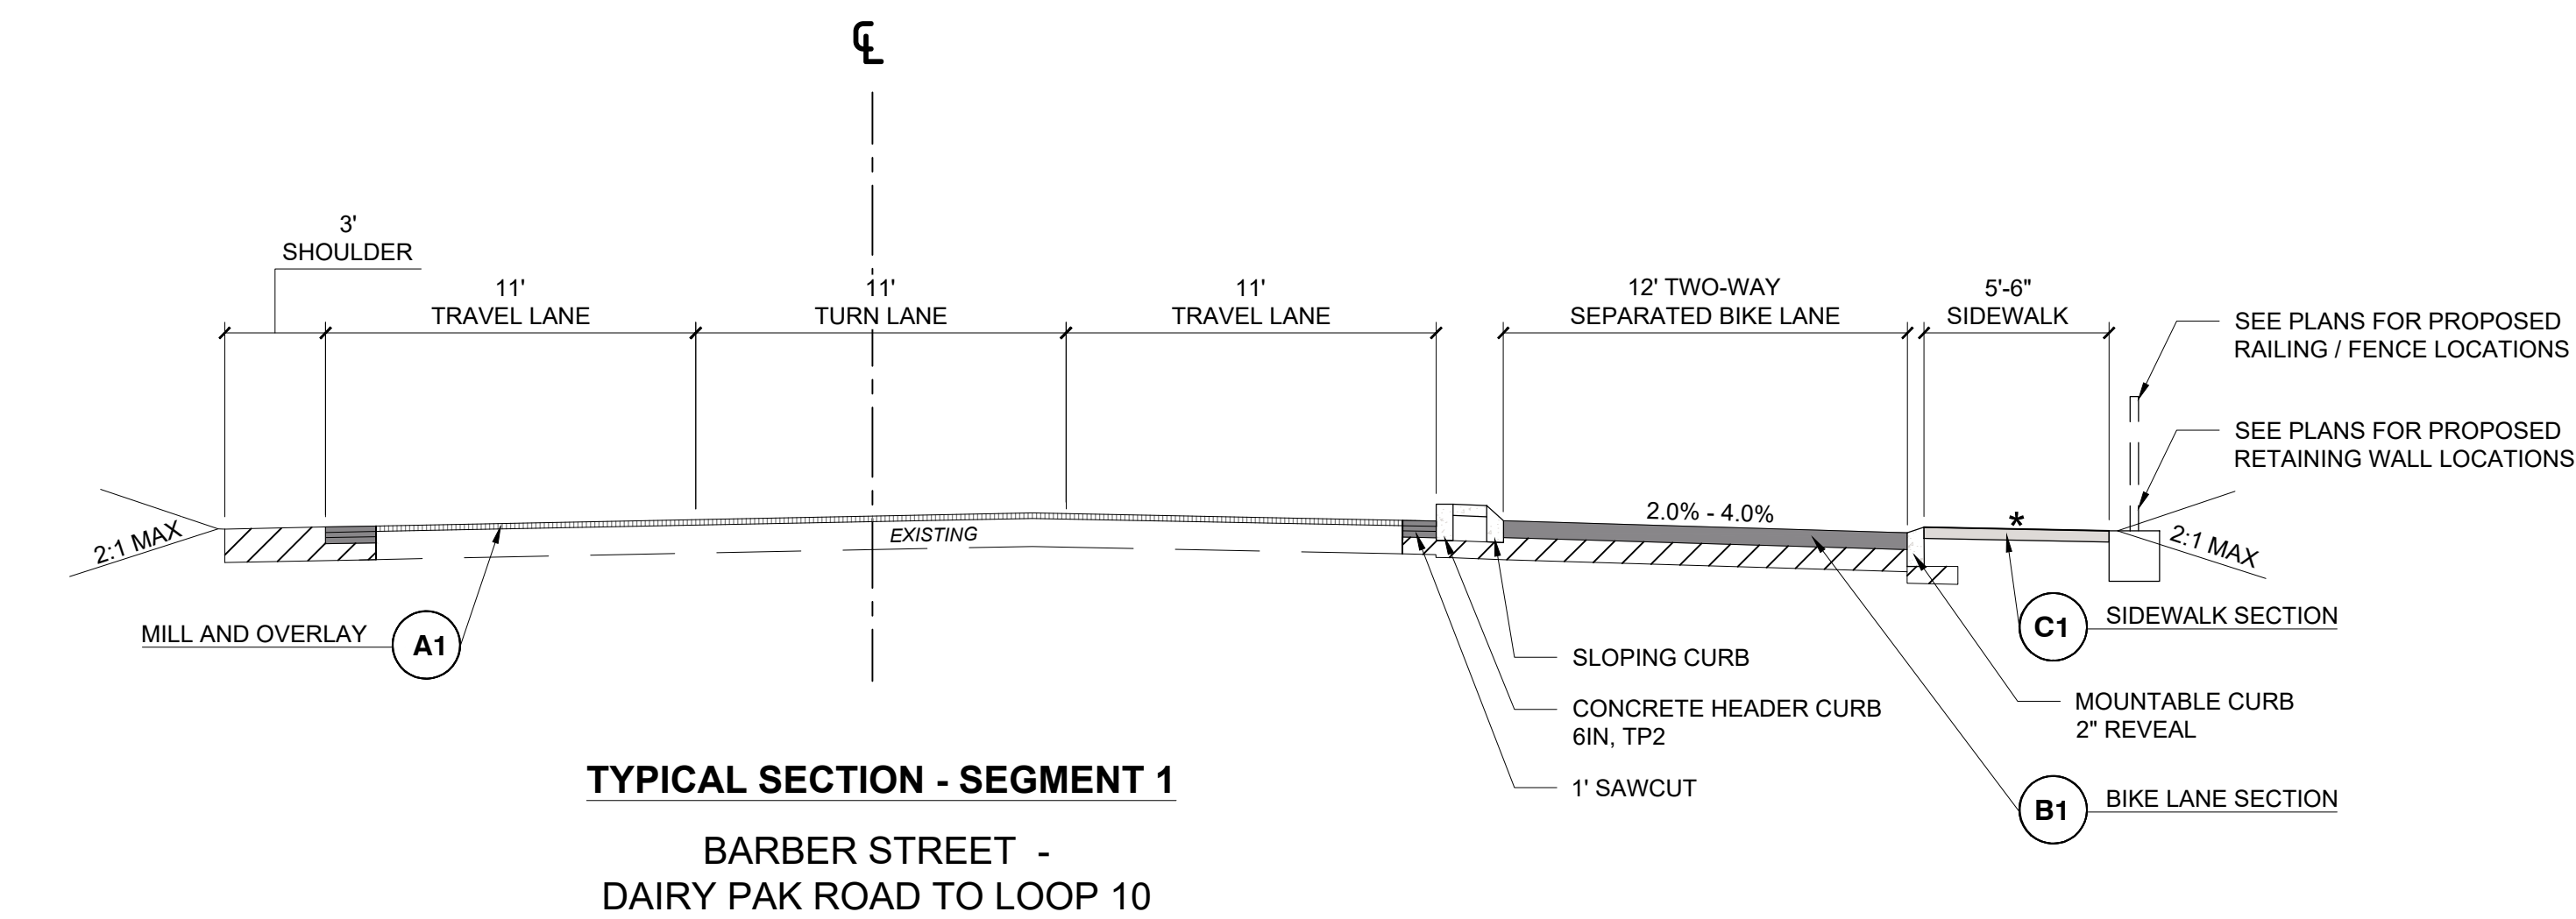 ℄
3'
SHOULDER
11'
TRAVEL LANE
11'
TURN LANE
11'
TRAVEL LANE
12' TWO-WAY
SEPARATED BIKE LANE
5'-6"
SIDEWALK
SEE PLANS FOR PROPOSED
RAILING / FENCE LOCATIONS
SEE PLANS FOR PROPOSED
RETAINING WALL LOCATIONS
2:1 MAX
EXISTING
2.0% - 4.0%
*
2:1 MAX
MILL AND OVERLAY
A1
SLOPING CURB
CONCRETE HEADER CURB
6IN, TP2
1' SAWCUT
C1
SIDEWALK SECTION
MOUNTABLE CURB
2" REVEAL
B1
BIKE LANE SECTION
TYPICAL SECTION - SEGMENT 1
BARBER STREET -
DAIRY PAK ROAD TO LOOP 10